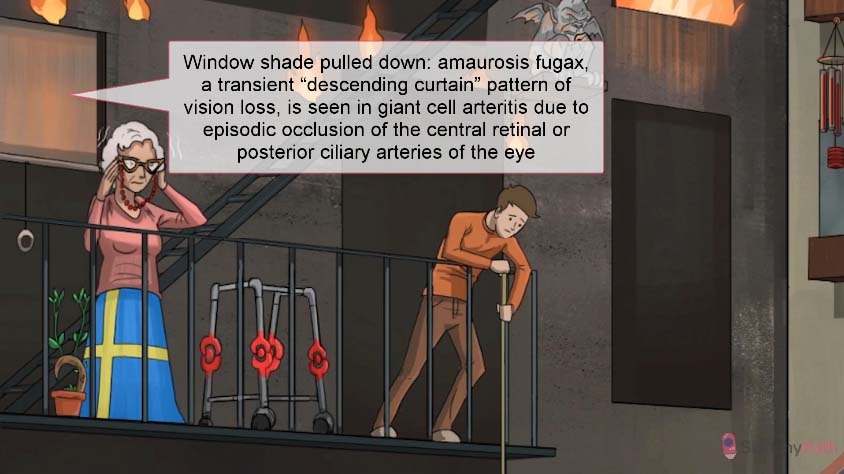 Window shade pulled down: amaurosis fugax,
a transient “descending curtain” pattern of
vision loss, is seen in giant cell arteritis due to
episodic occlusion of the central retinal or
posterior ciliary arteries of the eye